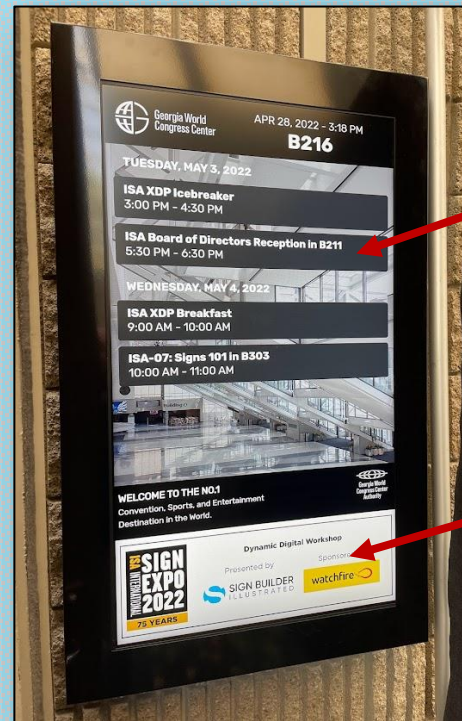 Georgia World
Congress Center
APR 28, 2022 - 3:18 PM
B216
TUESDAY, MAY 3, 2022
ISA XDP Icebreaker
3:00 PM - 4:30 PM
ISA Board of Directors Reception in B211
5:30 PM - 6:30 PM
WEDNESDAY, MAY 4, 2022
ISA XDP Breakfast
9:00 AM - 10:00 AM
ISA-07: Signs 101 in B303
10:00 AM - 11:00 AM
WELCOME TO THE NO.1
Convention, Sports, and Entertainment
Destination in the World.
Georgia World
Congress Center
Authority
ISA INTERNATIONAL
SIGN
EXPO
2022
75 YEARS
Dynamic Digital Workshop
Presented by
SIGN BUILDER
ILLUSTRATED
watchfire